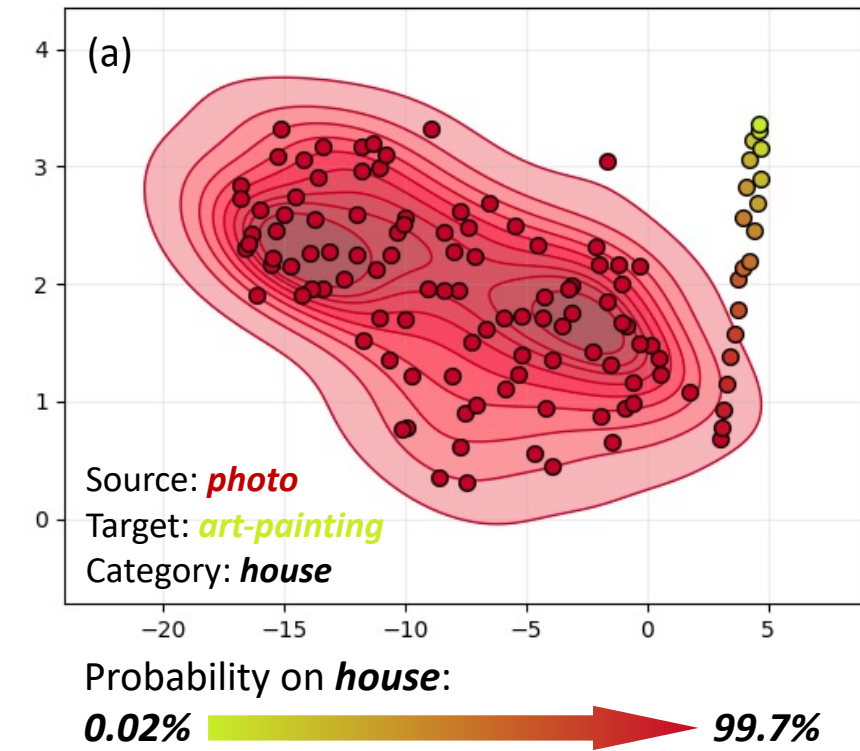 (a)
4
3
2
1
0
Source: photo
Target: art-painting
Category: house
−20 −15 −10 −5 0 5
Probability on house:
0.02% 99.7%